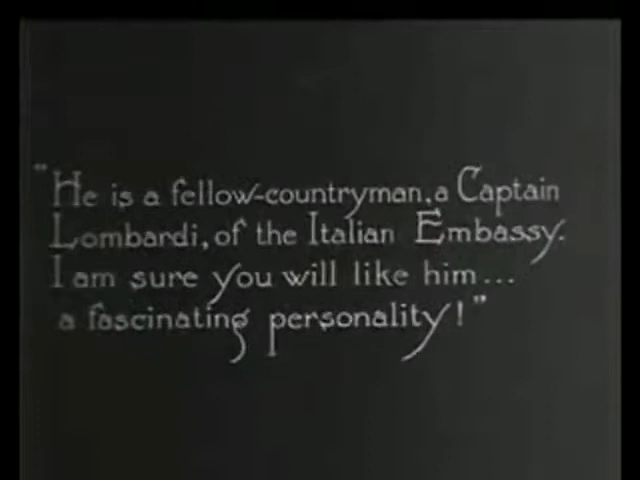 "He is a fellow-countryman, a Captain
Lombardi, of the Italian Embassy.
I am sure you will like him...
a fascinating personality!"